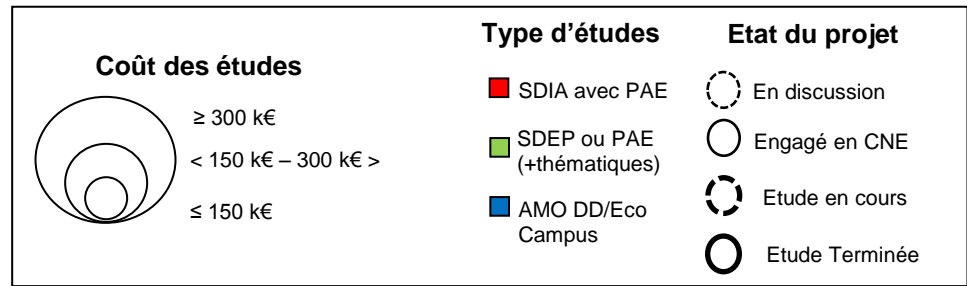 Coût des études
≥ 300 k€
< 150 k€ – 300 k€ >
≤ 150 k€
Type d’études
SDIA avec PAE
SDEP ou PAE
(+thématiques)
AMO DD/Eco
Campus
Etat du projet
En discussion
Engagé en CNE
Etude en cours
Etude Terminée